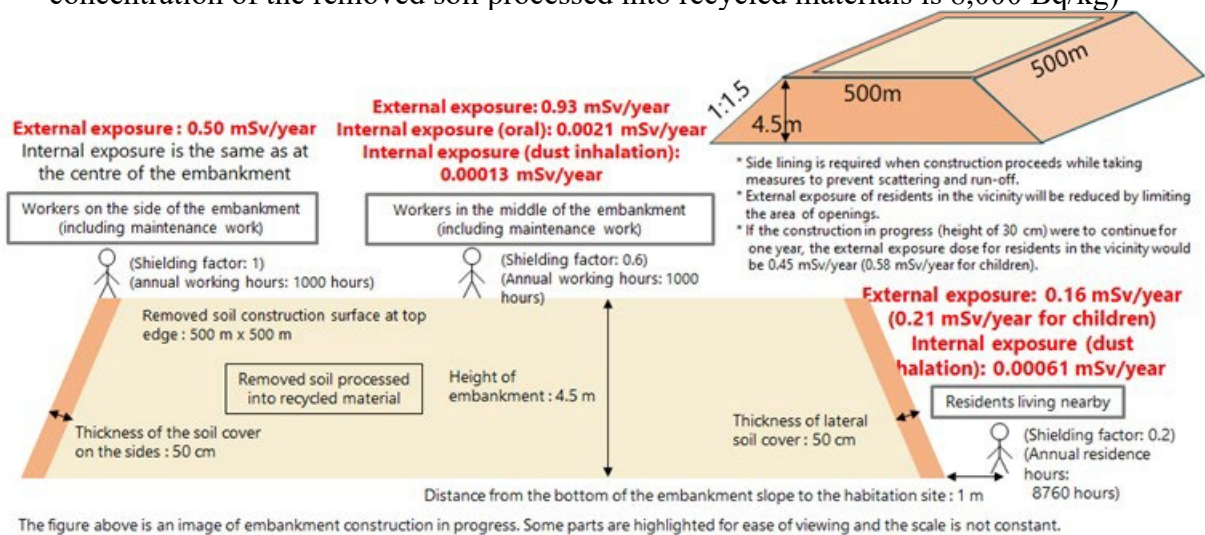 concentration of the removed soil processed into recycled materials is 8,000 Bq/kg)
1:1.5
4.5m
500m
500m
External exposure : 0.50 mSv/year
Internal exposure is the same as at
the centre of the embankment
Workers on the side of the embankment
(including maintenance work)
(Shielding factor: 1)
(annual working hours: 1000 hours)
External exposure: 0.93 mSv/year
Internal exposure (oral): 0.0021 mSv/year
Internal exposure (dust inhalation):
0.00013 mSv/year
Workers in the middle of the embankment
(including maintenance work)
(Shielding factor: 0.6)
(Annual working hours: 1000
hours)
* Side lining is required when construction proceeds while taking
measures to prevent scattering and run-off.
* External exposure of residents in the vicinity will be reduced by limiting
the area of openings.
* If the construction in progress (height of 30 cm) were to continue for
one year, the external exposure dose for residents in the vicinity would
be 0.45 mSv/year (0.58 mSv/year for children).
External exposure: 0.16 mSv/year
(0.21 mSv/year for children)
Internal exposure (dust
halation): 0.00061 mSv/year
Residents living nearby
(Shielding factor: 0.2)
(Annual residence
hours:
8760 hours)
Removed soil construction surface at top
edge : 500 m x 500 m
Removed soil processed
into recycled material
Height of
embankment : 4.5 m
Thickness of the soil cover
on the sides : 50 cm
Thickness of lateral
soil cover : 50 cm
Distance from the bottom of the embankment slope to the habitation site : 1 m
The figure above is an image of embankment construction in progress. Some parts are highlighted for ease of viewing and the scale is not constant.